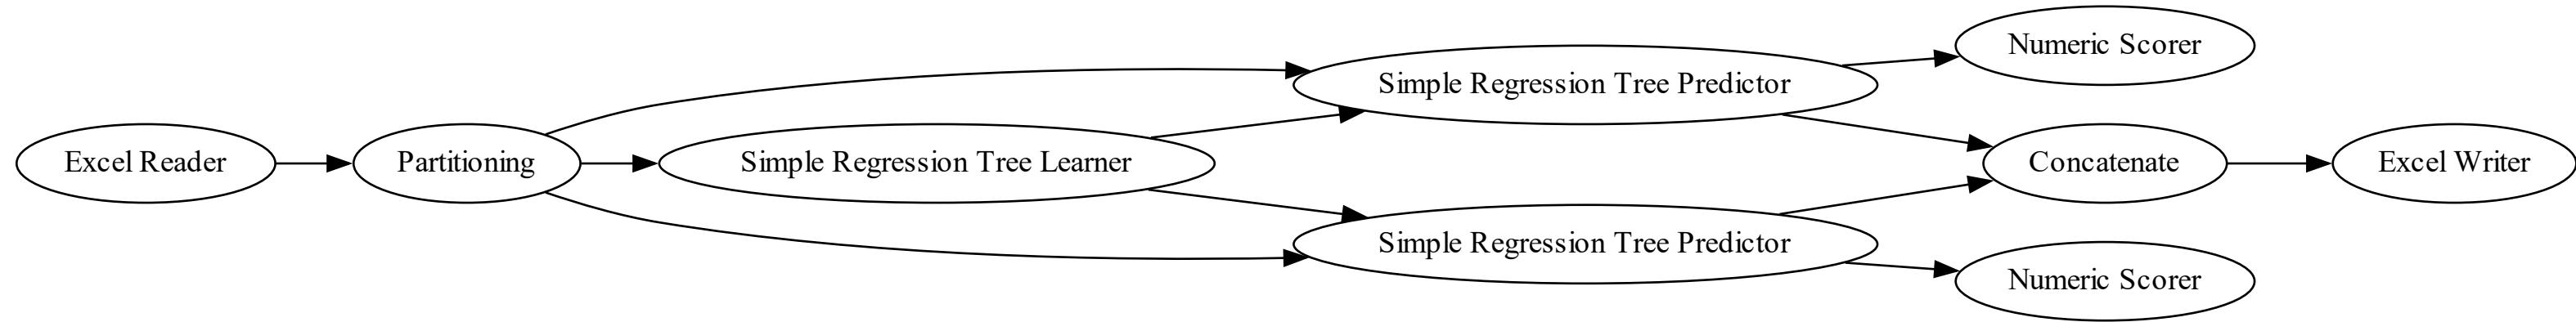 Excel Reader
Partitioning
Simple Regression Tree Learner
Simple Regression Tree Predictor
Simple Regression Tree Predictor
Numeric Scorer
Concatenate
Numeric Scorer
Excel Writer